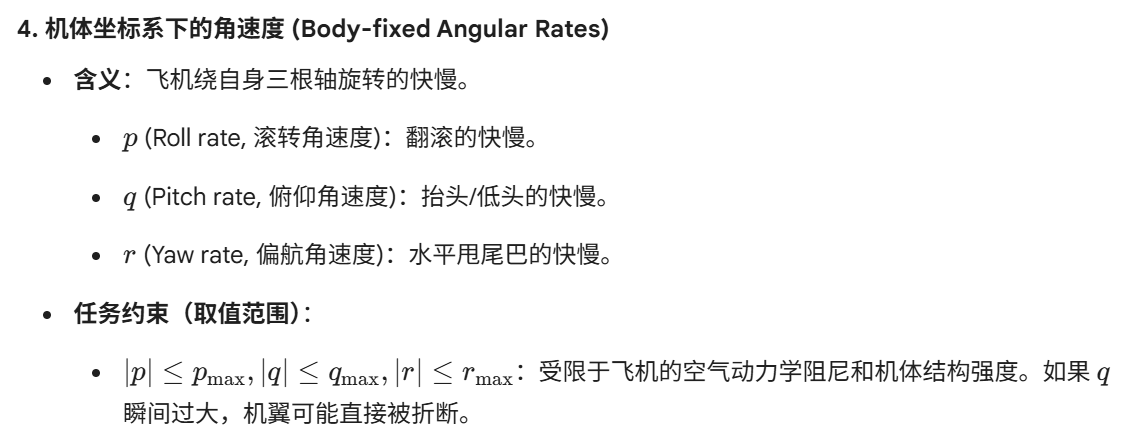 4. 机体坐标系下的角速度 (Body-fixed Angular Rates)
• 含义：飞机绕自身三根轴旋转的快慢。
• p (Roll rate, 滚转角速度)：翻滚的快慢。
• q (Pitch rate, 俯仰角速度)：抬头/低头的快慢。
• r (Yaw rate, 偏航角速度)：水平甩尾巴的快慢。
• 任务约束（取值范围）：
• |p| ≤ p_max, |q| ≤ q_max, |r| ≤ r_max：受限于飞机的空气动力学阻尼和机体结构强度。如果 q
瞬间过大，机翼可能直接被折断。